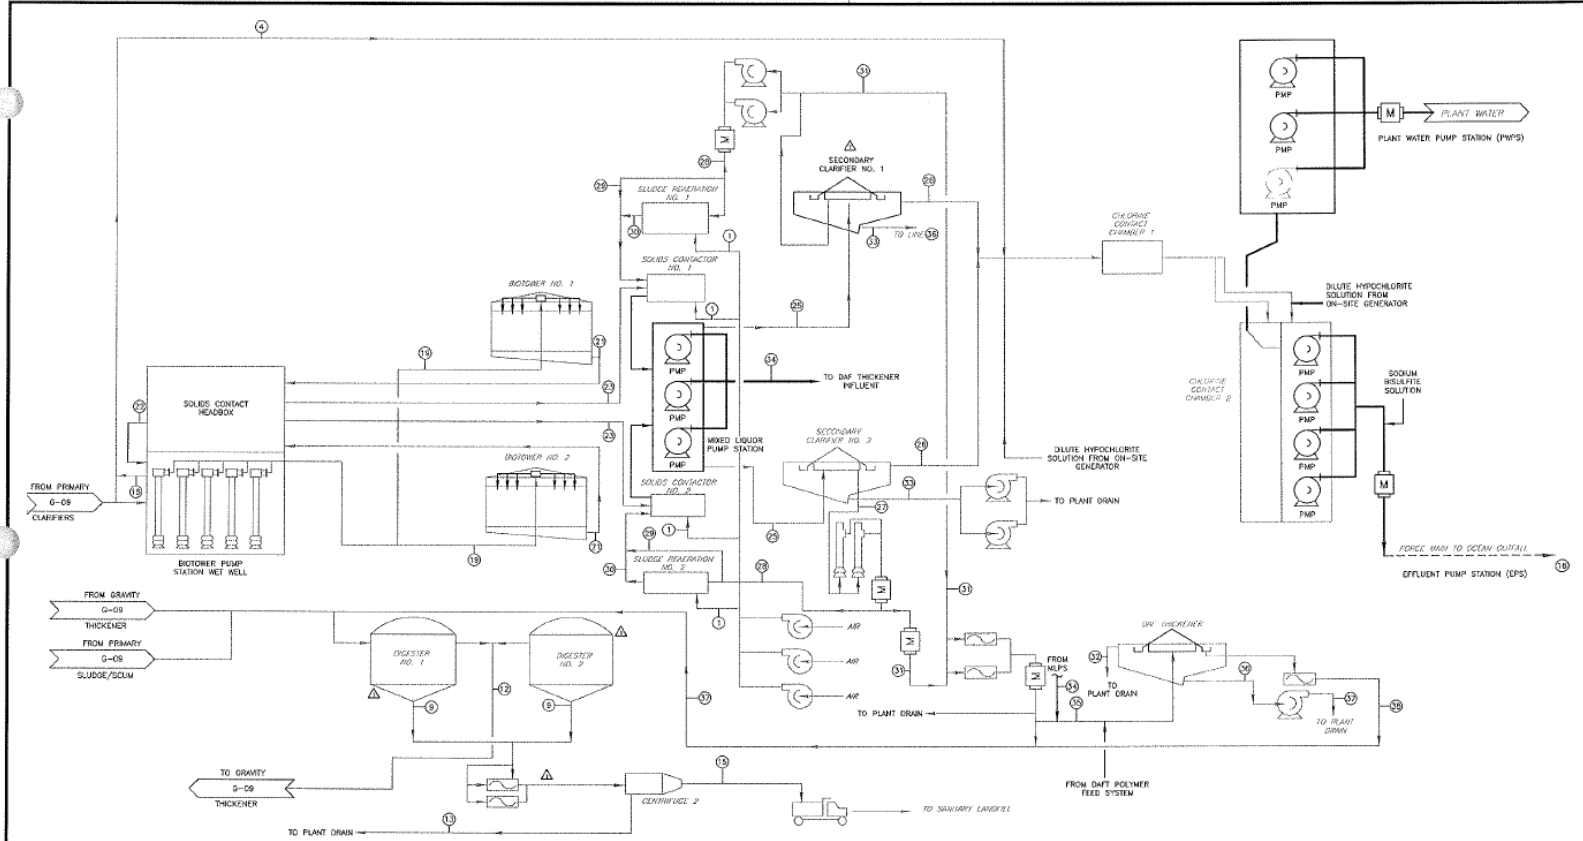 4
31
PMP
PMP
PMP
M
PLANT WATER
PLANT WATER PUMP STATION (PWPS)
M
28
29
SLUDGE REAERATION
NO. 1
30
1
1
SECONDARY
CLARIFIER NO. 1
26
33
TO LINE 36
CHLORINE
CONTACT
CHAMBER 1
SOLIDS CONTACTOR
NO. 1
1
25
DILUTE HYPOCHLORITE
SOLUTION FROM
ON-SITE GENERATOR
BIOTOWER NO. 1
21
19
23
23
PMP
PMP
PMP
34
TO DAF THICKENER
INFLUENT
MIXED LIQUOR
PUMP STATION
PMP
PMP
PMP
PMP
CHLORINE
CONTACT
CHAMBER 2
SODIUM
BISULFITE
SOLUTION
M
SOLIDS CONTACT
HEADBOX
22
18
FROM PRIMARY
G-09
CLARIFIERS
BIOTOWER PUMP
STATION WET WELL
BIOTOWER NO. 2
19
21
SOLIDS CONTACTOR
NO. 2
1
25
SECONDARY
CLARIFIER NO. 2
26
33
27
DILUTE HYPOCHLORITE
SOLUTION FROM ON-SITE
GENERATOR
TO PLANT DRAIN
FORCE MAIN TO OCEAN OUTFALL
16
EFFLUENT PUMP STATION (EPS)
29
30
SLUDGE REAERATION
NO. 2
28
1
M
M
31
31
AIR
AIR
AIR
FROM GRAVITY
G-09
THICKENER
FROM PRIMARY
G-09
SLUDGE/SCUM
DIGESTER
NO. 1
1
DIGESTER
NO. 2
1
12
9
9
37
TO PLANT DRAIN
FROM
MLPS
M
34
35
DAF THICKENER
32
TO
PLANT DRAIN
36
37
TO PLANT
DRAIN
38
FROM DAFT POLYMER
FEED SYSTEM
TO GRAVITY
G-09
THICKENER
1
15
CENTRIFUGE 2
TO SANITARY LANDFILL
13
TO PLANT DRAIN